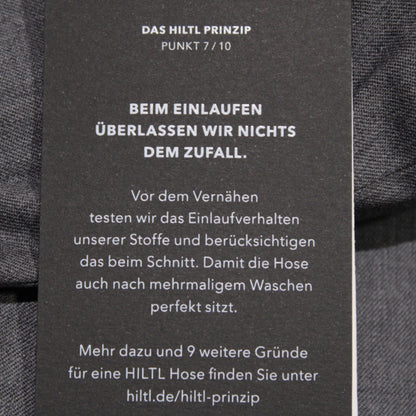 DAS HILTL PRINZIP
PUNKT 7 / 10
BEIM EINLAUFEN
ÜBERLASSEN WIR NICHTS
DEM ZUFALL.
Vor dem Vernähen
testen wir das Einlaufverhalten
unserer Stoffe und berücksichtigen
das beim Schnitt. Damit die Hose
auch nach mehrmaligem Waschen
perfekt sitzt.
Mehr dazu und 9 weitere Gründe
für eine HILTL Hose finden Sie unter
hiltl.de/hiltl-prinzip